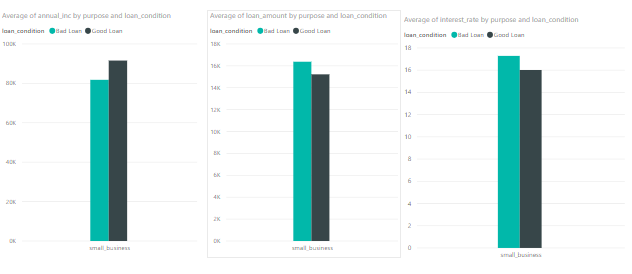 Average of annual_inc by purpose and loan_condition
loan_condition Bad Loan Good Loan
100K
80K
60K
40K
20K
0K
small_business
Average of loan_amount by purpose and loan_condition
loan_condition Bad Loan Good Loan
18K
16K
14K
12K
10K
8K
6K
4K
2K
0K
small_business
Average of interest_rate by purpose and loan_condition
loan_condition Bad Loan Good Loan
18
16
14
12
10
8
6
4
2
0
small_business